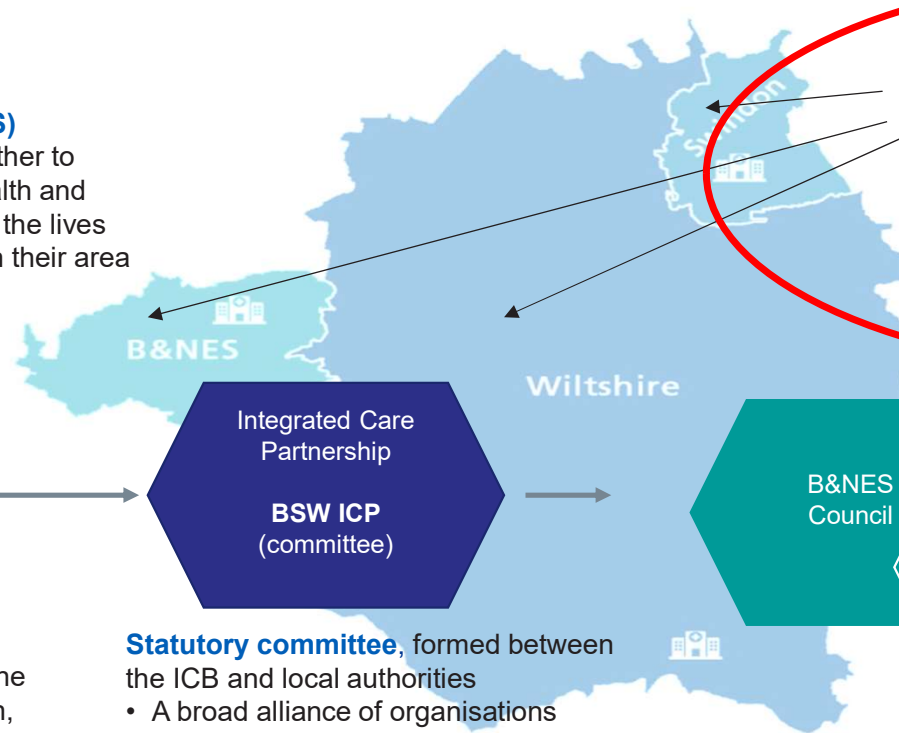 S)
ther to
alth and
the lives
n their area
Swindon
B&NES
Wiltshire
Integrated Care
Partnership
BSW ICP
(committee)
B&NES
Council
Statutory committee, formed between
the ICB and local authorities
• A broad alliance of organisations
he
n,